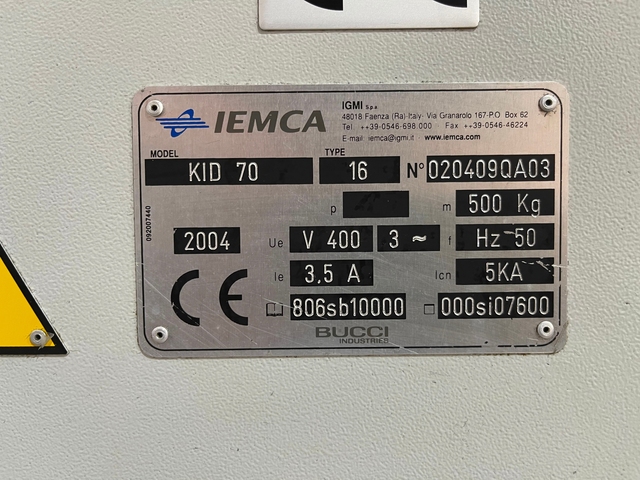 IGMI S.p.a
48018 Faenza (Ra)-Italy- Via Granarolo 167-P.O Box 62
Tel. ++39-0546-698.000 Fax ++39-0546-46224
E-mail: iemca@igmi.it www.iemca.com
IEMCA
MODEL TYPE
KID 70 16 N° 020409QA03
p m 500 Kg
2004 Ue V 400 3 ~ f Hz 50
Ie 3,5 A Icn 5KA
CE 806sb10000 000si07600
BUCCI
INDUSTRIES
092007440